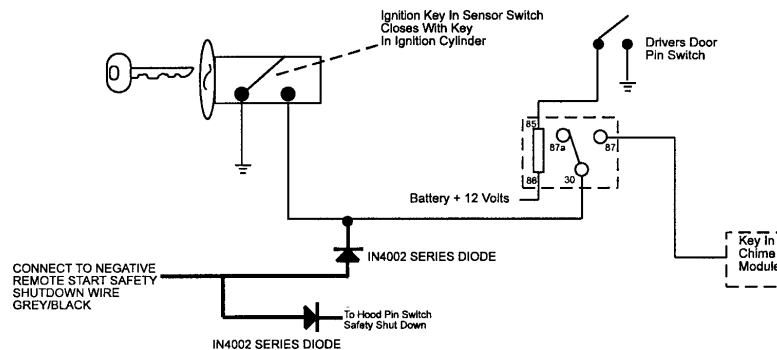 Ignition Key In Sensor Switch
Closes With Key
In Ignition Cylinder
Drivers Door
Pin Switch
85
87a
87
86
30
Battery + 12 Volts
IN4002 SERIES DIODE
Key In
Chime
Module
CONNECT TO NEGATIVE
REMOTE START SAFETY
SHUTDOWN WIRE
GREY/BLACK
To Hood Pin Switch
Safety Shut Down
IN4002 SERIES DIODE